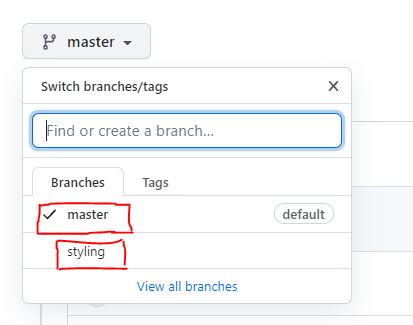 master
Switch branches/tags
Find or create a branch...
Branches Tags
master default
styling
View all branches